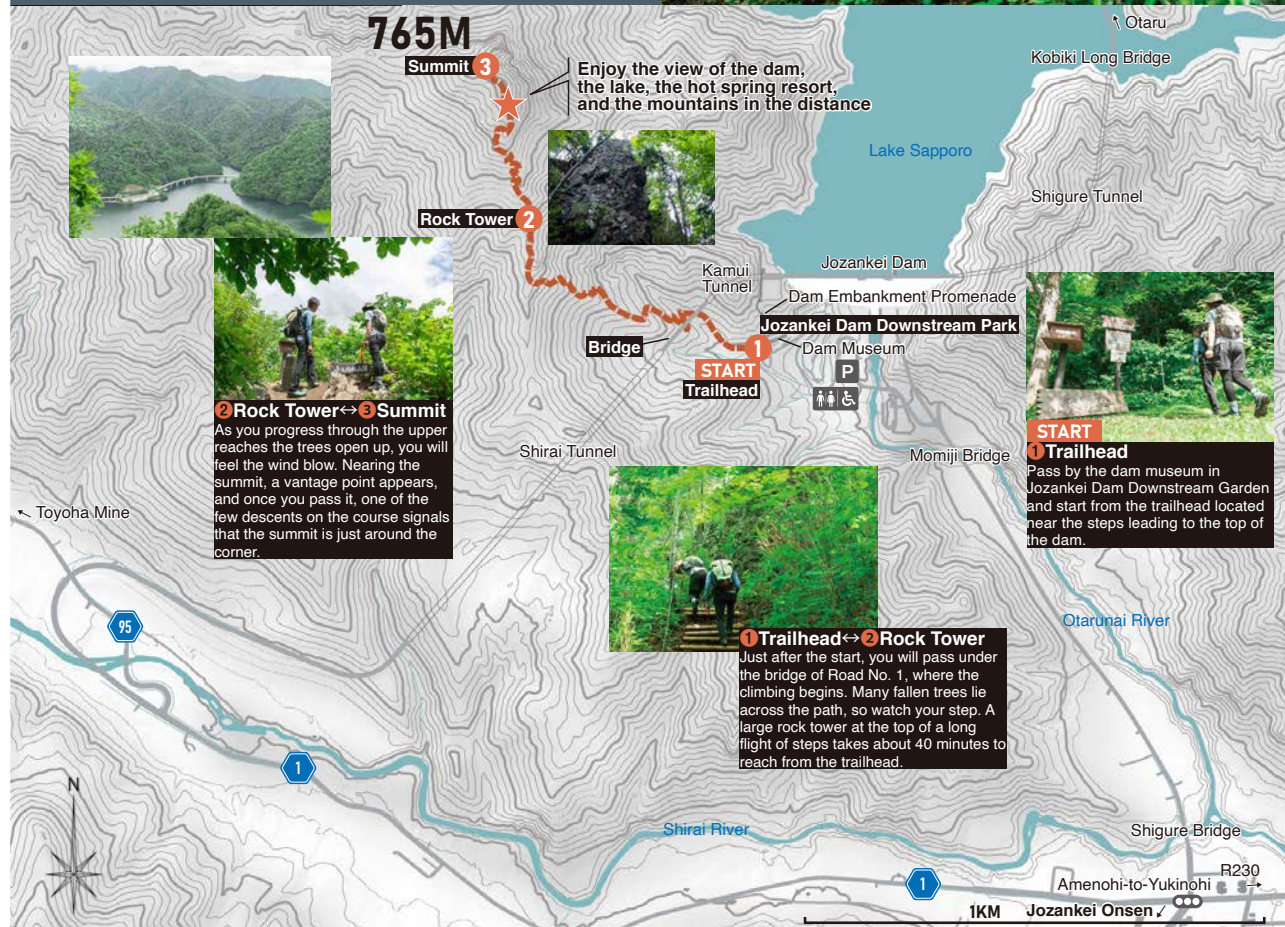 765M
Summit 3
Enjoy the view of the dam,
the lake, the hot spring resort,
and the mountains in the distance
Otaru
Kobiki Long Bridge
Lake Sapporo
Shigure Tunnel
Rock Tower 2
Kamui
Tunnel
Jozankei Dam
Dam Embankment Promenade
Jozankei Dam Downstream Park
Dam Museum
Bridge
1
START
Trailhead
P
2 Rock Tower↔3 Summit
As you progress through the upper
reaches the trees open up, you will
feel the wind blow. Nearing the
summit, a vantage point appears,
and once you pass it, one of the
few descents on the course signals
that the summit is just around the
corner.
START
1 Trailhead
Pass by the dam museum in
Jozankei Dam Downstream Garden
and start from the trailhead located
near the steps leading to the top of
the dam.
Shirai Tunnel
Momiji Bridge
Toyoha Mine
95
1 Trailhead↔2 Rock Tower
Just after the start, you will pass under
the bridge of Road No. 1, where the
climbing begins. Many fallen trees lie
across the path, so watch your step. A
large rock tower at the top of a long
flight of steps takes about 40 minutes to
reach from the trailhead.
Otarunai River
1
N
Shirai River
Shigure Bridge
R230
1
Amenohi-to-Yukinohi
1KM
Jozankei Onsen